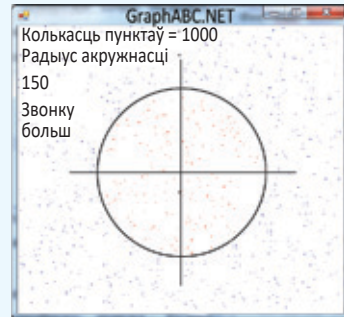 GraphABC.NET
Колькасць пунктаў = 1000
Радыус акружнасці
150
Звонку
больш